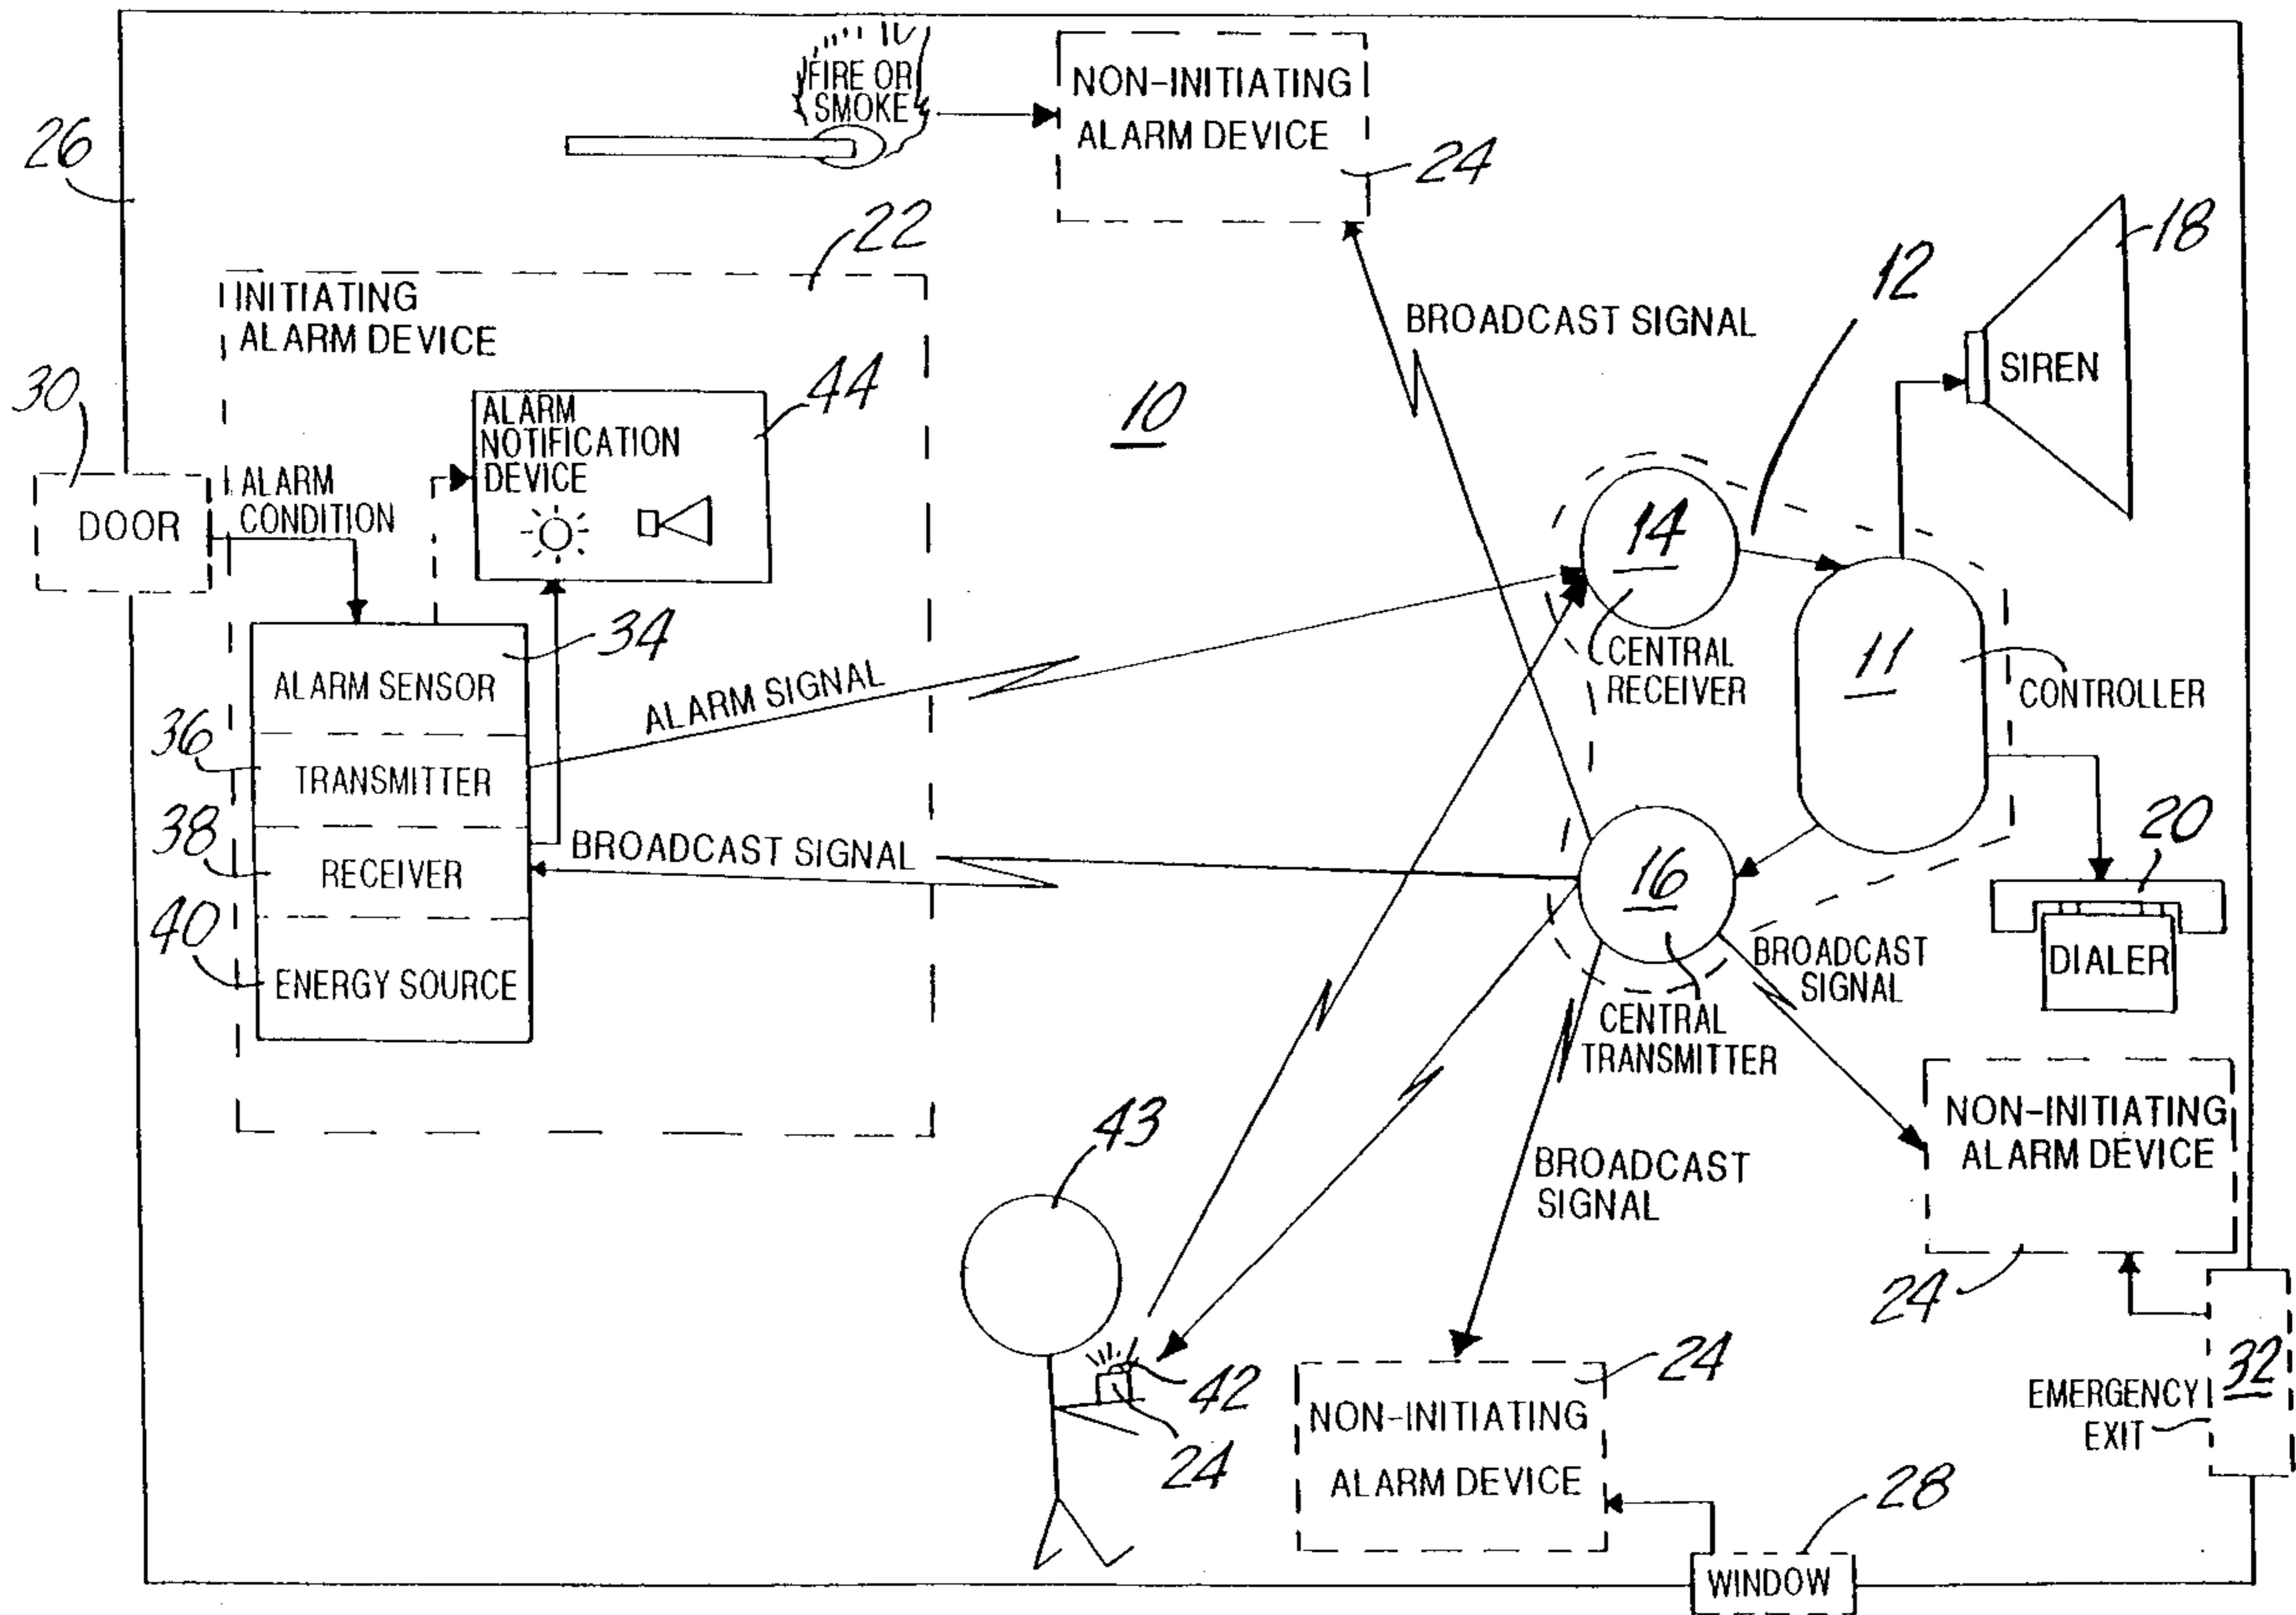 FIRE OR
SMOKE
NON-INITIATING
ALARM DEVICE
24
26
22
18
12
INITIATING
ALARM DEVICE
BROADCAST SIGNAL
SIREN
30
44
10
ALARM
NOTIFICATION
DEVICE
ALARM
CONDITION
DOOR
14
34
CENTRAL
RECEIVER
11
CONTROLLER
ALARM SENSOR
ALARM SIGNAL
36
TRANSMITTER
38
RECEIVER
BROADCAST SIGNAL
16
20
40
ENERGY SOURCE
BROADCAST
SIGNAL
DIALER
CENTRAL
TRANSMITTER
43
NON-INITIATING
ALARM DEVICE
BROADCAST
SIGNAL
24
32
EMERGENCY
EXIT
42
24
24
NON-INITIATING
ALARM DEVICE
28
WINDOW